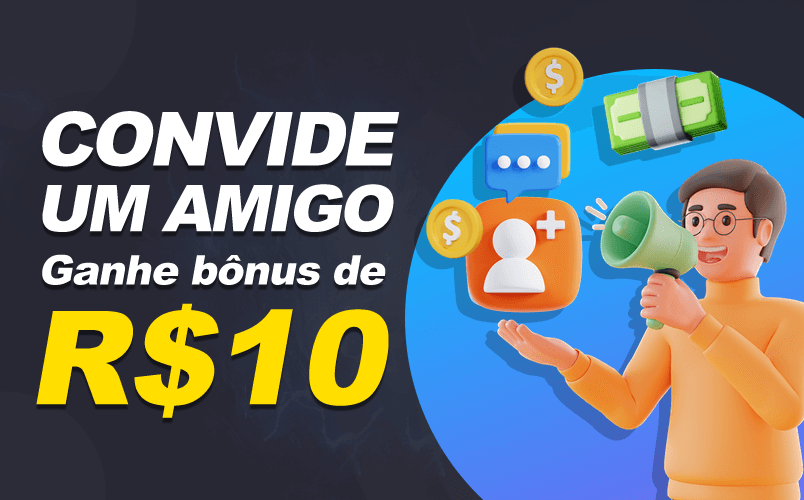 CONVIDE
UM AMIGO
Ganhe bônus de
R$10
$
$